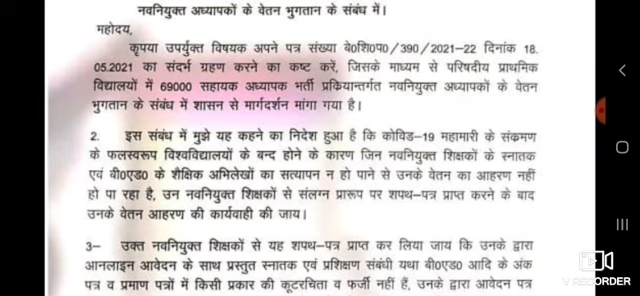 नवनियुक्त अध्यापकों के वेतन भुगतान के संबंध में।
महोदय,
कृपया उपर्युक्त विषयक अपने पत्र संख्या बे0शि0प0/390/2021-22 दिनांक 18.
05.2021 का संदर्भ ग्रहण करने का कष्ट करें, जिसके माध्यम से परिषदीय प्राथमिक
विद्यालयों में 69000 सहायक अध्यापक भर्ती प्रकियान्तर्गत नवनियुक्त अध्यापकों के वेतन
भुगतान के संबंध में शासन से मार्गदर्शन मांगा गया है।
2. इस संबंध में मुझे यह कहने का निदेश हुआ है कि कोविड-19 महामारी के संकमण
के फलस्वरूप विश्वविद्यालयों के बन्द होने के कारण जिन नवनियुक्त शिक्षकों के स्नातक
एवं बी0एड0 के शैक्षिक अभिलेखों का सत्यापन न हो पाने से उनके वेतन का आहरण नहीं
हो पा रहा है, उन नवनियुक्त शिक्षकों से संलग्न प्रारूप पर शपथ-पत्र प्राप्त करने के बाद
उनके वेतन आहरण की कार्यवाही की जाय।
3- उक्त नवनियुक्त शिक्षकों से यह शपथ-पत्र प्राप्त कर लिया जाय कि उनके द्वारा
आनलाइन आवेदन के साथ प्रस्तुत स्नातक एवं प्रशिक्षण संबंधी यथा बी0एड0 आदि के अंक
पत्र व प्रमाण पत्रों में किसी प्रकार की कूटरचित्ता व फर्जी नहीं हैं, उनके द्वारा आवेदन पत्र
V RECORDER